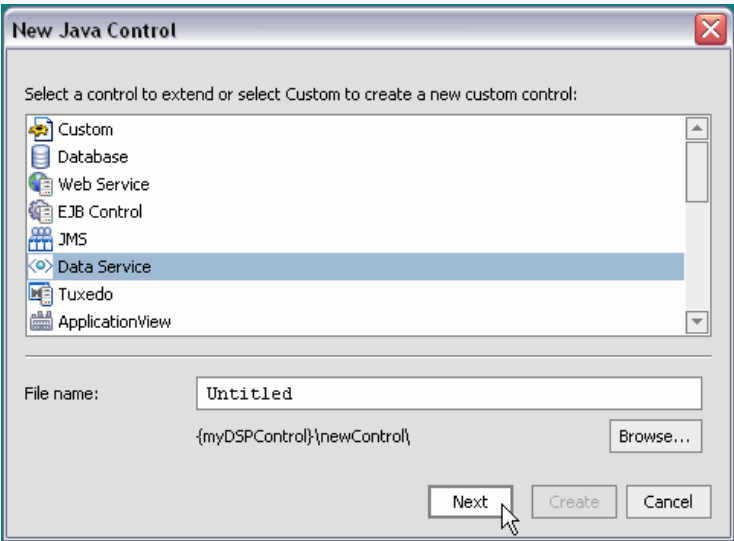 New Java Control
Select a control to extend or select Custom to create a new custom control:
Custom
Database
Web Service
EJB Control
JMS
Data Service
Tuxedo
ApplicationView
File name:
Untitled
{myDSPControl}\newControl\
Browse...
Next
Create
Cancel